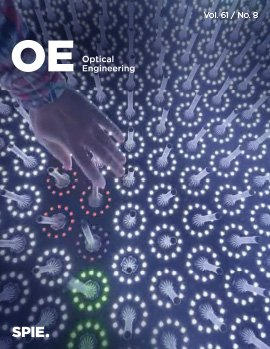 Vol. 61 / No. 8
OE Optical
Engineering
SPIE.